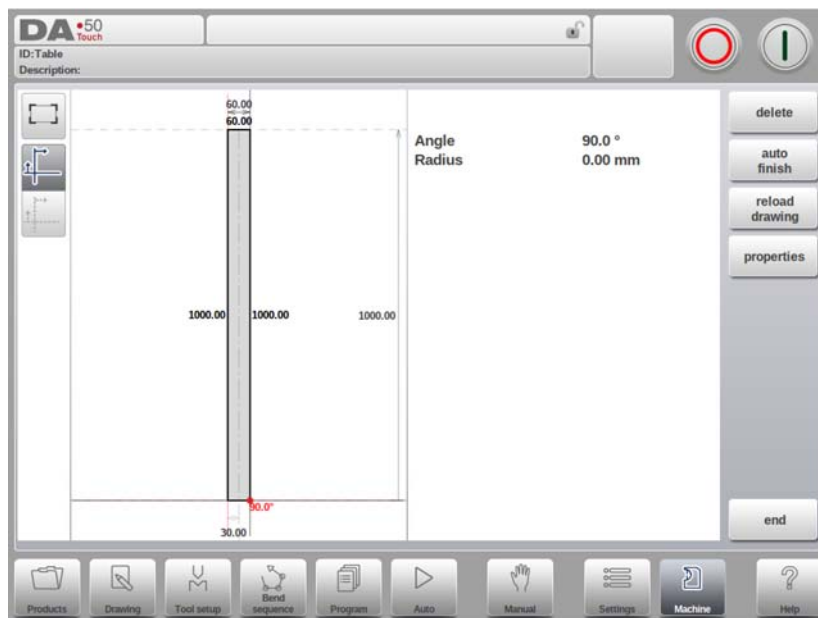 DA•50
Touch
ID:Table
Description:
60.00
60.00
Angle 90.0 °
Radius 0.00 mm
1000.00 1000.00 1000.00
90.0°
30.00
delete
auto
finish
reload
drawing
properties
end
Products Drawing Tool setup Bend sequence Program Auto Manual Settings Machine Help